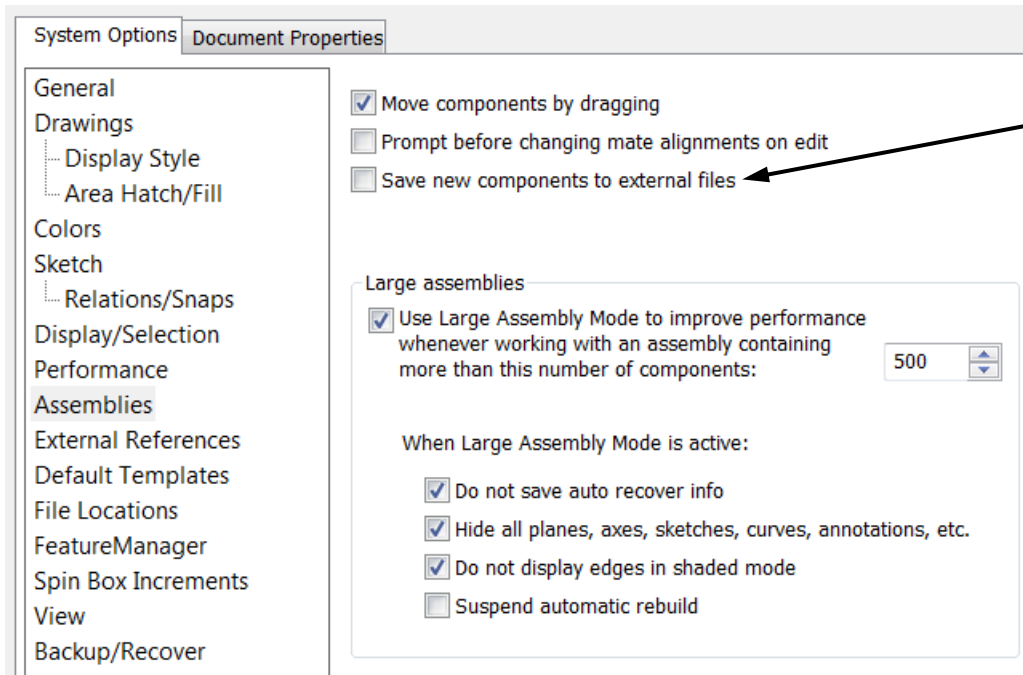 System Options
Document Properties
General
Drawings
Display Style
Area Hatch/Fill
Colors
Sketch
Relations/Snaps
Display/Selection
Performance
Assemblies
External References
Default Templates
File Locations
FeatureManager
Spin Box Increments
View
Backup/Recover
Move components by dragging
Prompt before changing mate alignments on edit
Save new components to external files
Large assemblies
Use Large Assembly Mode to improve performance
whenever working with an assembly containing
more than this number of components:
500
When Large Assembly Mode is active:
Do not save auto recover info
Hide all planes, axes, sketches, curves, annotations, etc.
Do not display edges in shaded mode
Suspend automatic rebuild